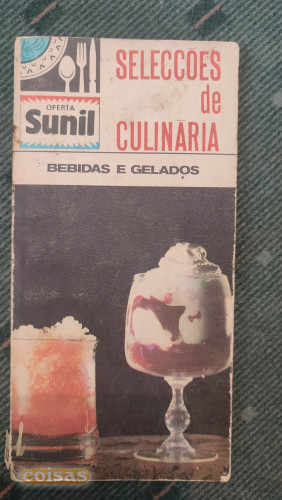 OFERTA
Sunil
SELECÇÕES
de
CULINÁRIA
BEBIDAS E GELADOS
coisas